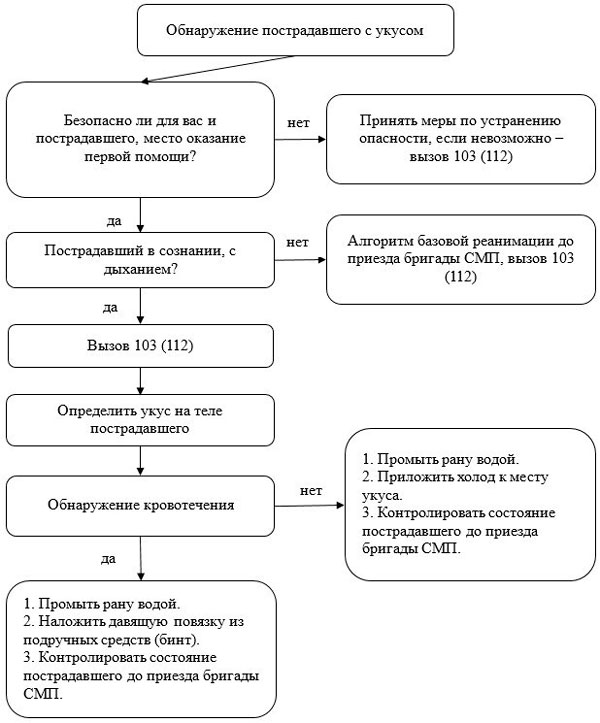 Обнаружение пострадавшего с укусом
Безопасно ли для вас и
пострадавшего, место оказание
первой помощи?
нет
Принять меры по устранению
опасности, если невозможно –
вызов 103 (112)
да
Пострадавший в сознании, с
дыханием?
нет
Алгоритм базовой реанимации до
приезда бригады СМП, вызов 103
(112)
да
Вызов 103 (112)
Определить укус на теле
пострадавшего
Обнаружение кровотечения
нет
1. Промыть рану водой.
2. Приложить холод к месту
укуса.
3. Контролировать состояние
пострадавшего до приезда
бригады СМП.
да
1. Промыть рану водой.
2. Наложить давящую повязку из
подручных средств (бинт).
3. Контролировать состояние
пострадавшего до приезда бригады
СМП.